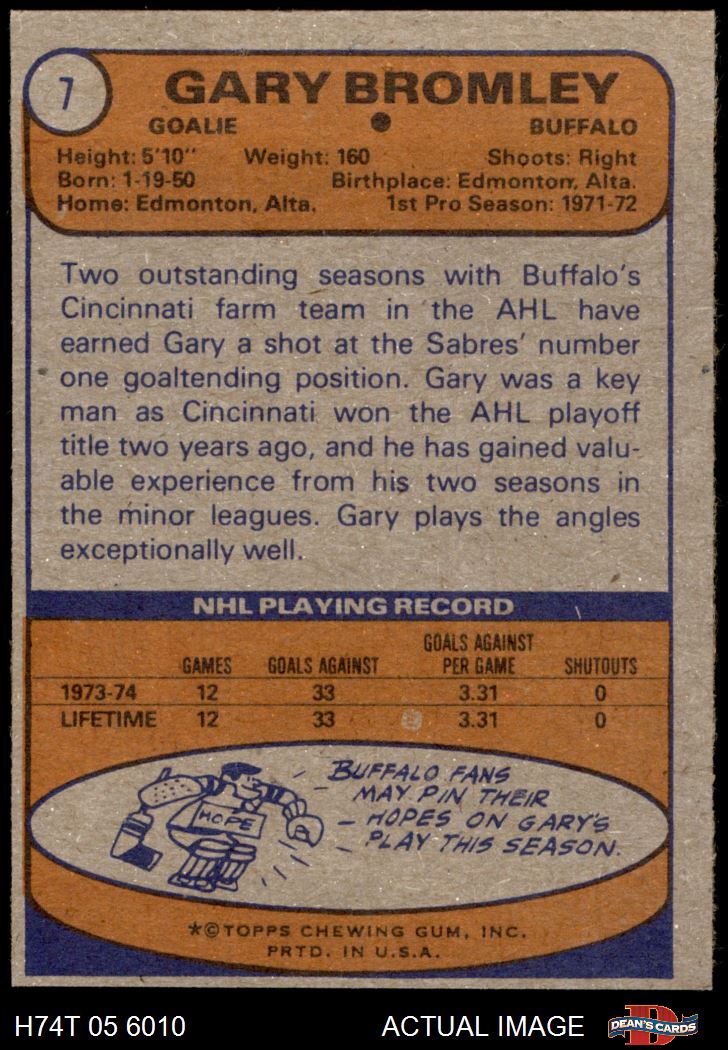 7
GARY BROMLEY
GOALIE BUFFALO
Height: 5'10" Weight: 160 Shoots: Right
Born: 1-19-50 Birthplace: Edmonton, Alta.
Home: Edmonton, Alta. 1st Pro Season: 1971-72
Two outstanding seasons with Buffalo's
Cincinnati farm team in the AHL have
earned Gary a shot at the Sabres' number
one goaltending position. Gary was a key
man as Cincinnati won the AHL playoff
title two years ago, and he has gained valu-
able experience from his two seasons in
the minor leagues. Gary plays the angles
exceptionally well.
NHL PLAYING RECORD
GAMES GOALS AGAINST GOALS AGAINST PER GAME SHUTOUTS
1973-74 12 33 3.31 0
LIFETIME 12 33 3.31 0
HOPE
BUFFALO FANS
MAY PIN THEIR
HOPES ON GARY'S
PLAY THIS SEASON.
*©TOPPS CHEWING GUM, INC.
PRTD. IN U.S.A.
H74T 05 6010 ACTUAL IMAGE D DEAN'S CARDS